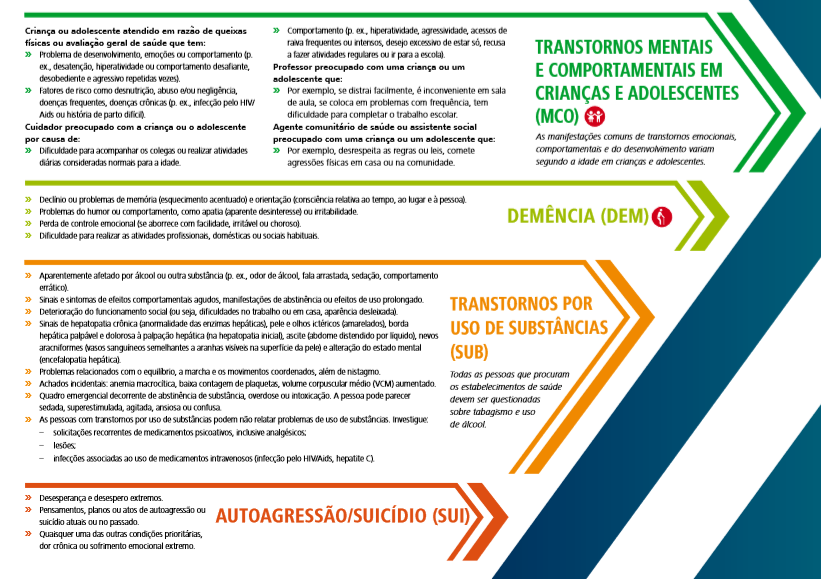 Criança ou adolescente atendido em razão de queixas
físicas ou avaliação geral de saúde que tem:
» Problema de desenvolvimento, emoções ou comportamento (p.
ex., desatenção, hiperatividade ou comportamento desafiante,
desobediente e agressivo repetidas vezes).
» Fatores de risco como desnutrição, abuso e/ou negligência,
doenças frequentes, doenças crônicas (p. ex., infecção pelo HIV/
Aids ou história de parto difícil).
Cuidador preocupado com a criança ou o adolescente
por causa de:
» Dificuldade para acompanhar os colegas ou realizar atividades
diárias consideradas normais para a idade.
» Comportamento (p. ex., hiperatividade, agressividade, acessos de
raiva frequentes ou intensos, desejo excessivo de estar só, recusa
a fazer atividades regulares ou ir para a escola).
Professor preocupado com uma criança ou um
adolescente que:
» Por exemplo, se distrai facilmente, é inconveniente em sala
de aula, se coloca em problemas com frequência, tem
dificuldade para completar o trabalho escolar.
Agente comunitário de saúde ou assistente social
preocupado com uma criança ou um adolescente que:
» Por exemplo, desrespeita as regras ou leis, comete
agressões físicas em casa ou na comunidade.
TRANSTORNOS MENTAIS
E COMPORTAMENTAIS EM
CRIANÇAS E ADOLESCENTES
(MCO)
As manifestações comuns de transtornos emocionais,
comportamentais e do desenvolvimento variam
segundo a idade em crianças e adolescentes.
» Declínio ou problemas de memória (esquecimento acentuado) e orientação (consciência relativa ao tempo, ao lugar e à pessoa).
» Problemas do humor ou comportamento, como apatia (aparente desinteresse) ou irritabilidade.
» Perda de controle emocional (se aborrece com facilidade, irritável ou choroso).
» Dificuldade para realizar as atividades profissionais, domésticas ou sociais habituais.
DEMÊNCIA (DEM)
» Aparentemente afetado por álcool ou outra substância (p. ex., odor de álcool, fala arrastada, sedação, comportamento
errático).
» Sinais e sintomas de efeitos comportamentais agudos, manifestações de abstinência ou efeitos de uso prolongado.
» Deterioração do funcionamento social (ou seja, dificuldades no trabalho ou em casa, aparência desleixada).
» Sinais de hepatopatia crônica (anormalidade das enzimas hepáticas), pele e olhos ictéricos (amarelados), borda
hepática palpável e dolorosa à palpação hepática (na hepatopatia inicial), ascite (abdome distendido por líquido), nevos
aracniformes (vasos sanguíneos semelhantes a aranhas visíveis na superfície da pele) e alteração do estado mental
(encefalopatia hepática).
» Problemas relacionados com o equilíbrio, a marcha e os movimentos coordenados, além de nistagmo.
» Achados incidentais: anemia macrocítica, baixa contagem de plaquetas, volume corpuscular médio (VCM) aumentado.
» Quadro emergencial decorrente de abstinência de substância, overdose ou intoxicação. A pessoa pode parecer
sedada, superestimulada, agitada, ansiosa ou confusa.
» As pessoas com transtornos por uso de substâncias podem não relatar problemas de uso de substâncias. Investigue:
– solicitações recorrentes de medicamentos psicoativos, inclusive analgésicos;
– lesões;
– infecções associadas ao uso de medicamentos intravenosos (infecção pelo HIV/Aids, hepatite C).
TRANSTORNOS POR
USO DE SUBSTÂNCIAS
(SUB)
Todas as pessoas que procuram
os estabelecimentos de saúde
devem ser questionadas
sobre tabagismo e uso
de álcool.
» Desesperança e desespero extremos.
» Pensamentos, planos ou atos de autoagressão ou
suicídio atuais ou no passado.
» Quaisquer uma das outras condições prioritárias,
dor crônica ou sofrimento emocional extremo.
AUTOAGRESSÃO/SUICÍDIO (SUI)